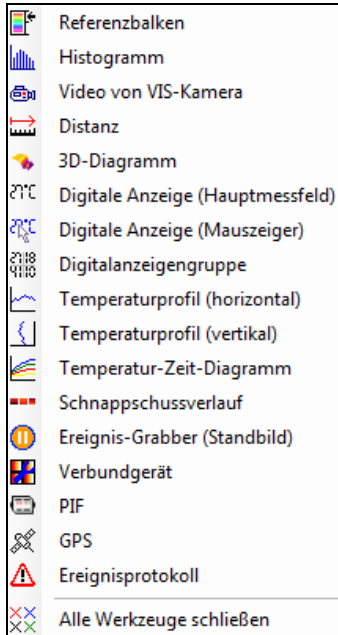 Referenzbalken
Histogramm
Video von VIS-Kamera
Distanz
3D-Diagramm
Digitale Anzeige (Hauptmessfeld)
Digitale Anzeige (Mauszeiger)
Digitalanzeigengruppe
Temperaturprofil (horizontal)
Temperaturprofil (vertikal)
Temperatur-Zeit-Diagramm
Schnappschussverlauf
Ereignis-Grabber (Standbild)
Verbundgerät
PIF
GPS
Ereignisprotokoll
Alle Werkzeuge schließen